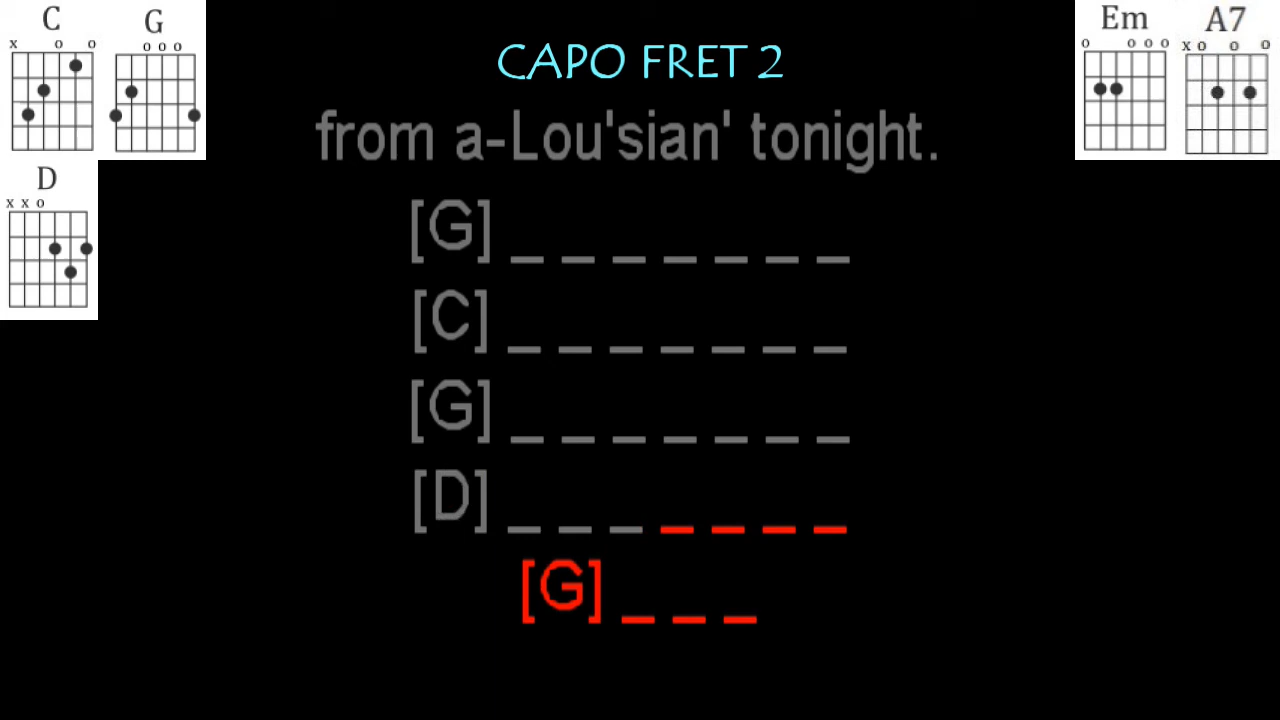 C G
x o o
o o o
D
x x o
CAPO FRET 2
Em A7
o o o o
x o o o
from a-Lou'sian' tonight.
[G] _ _ _ _ _ _ _
[C] _ _ _ _ _ _ _
[G] _ _ _ _ _ _ _
[D] _ _ _ _ _ _ _
[G] _ _ _